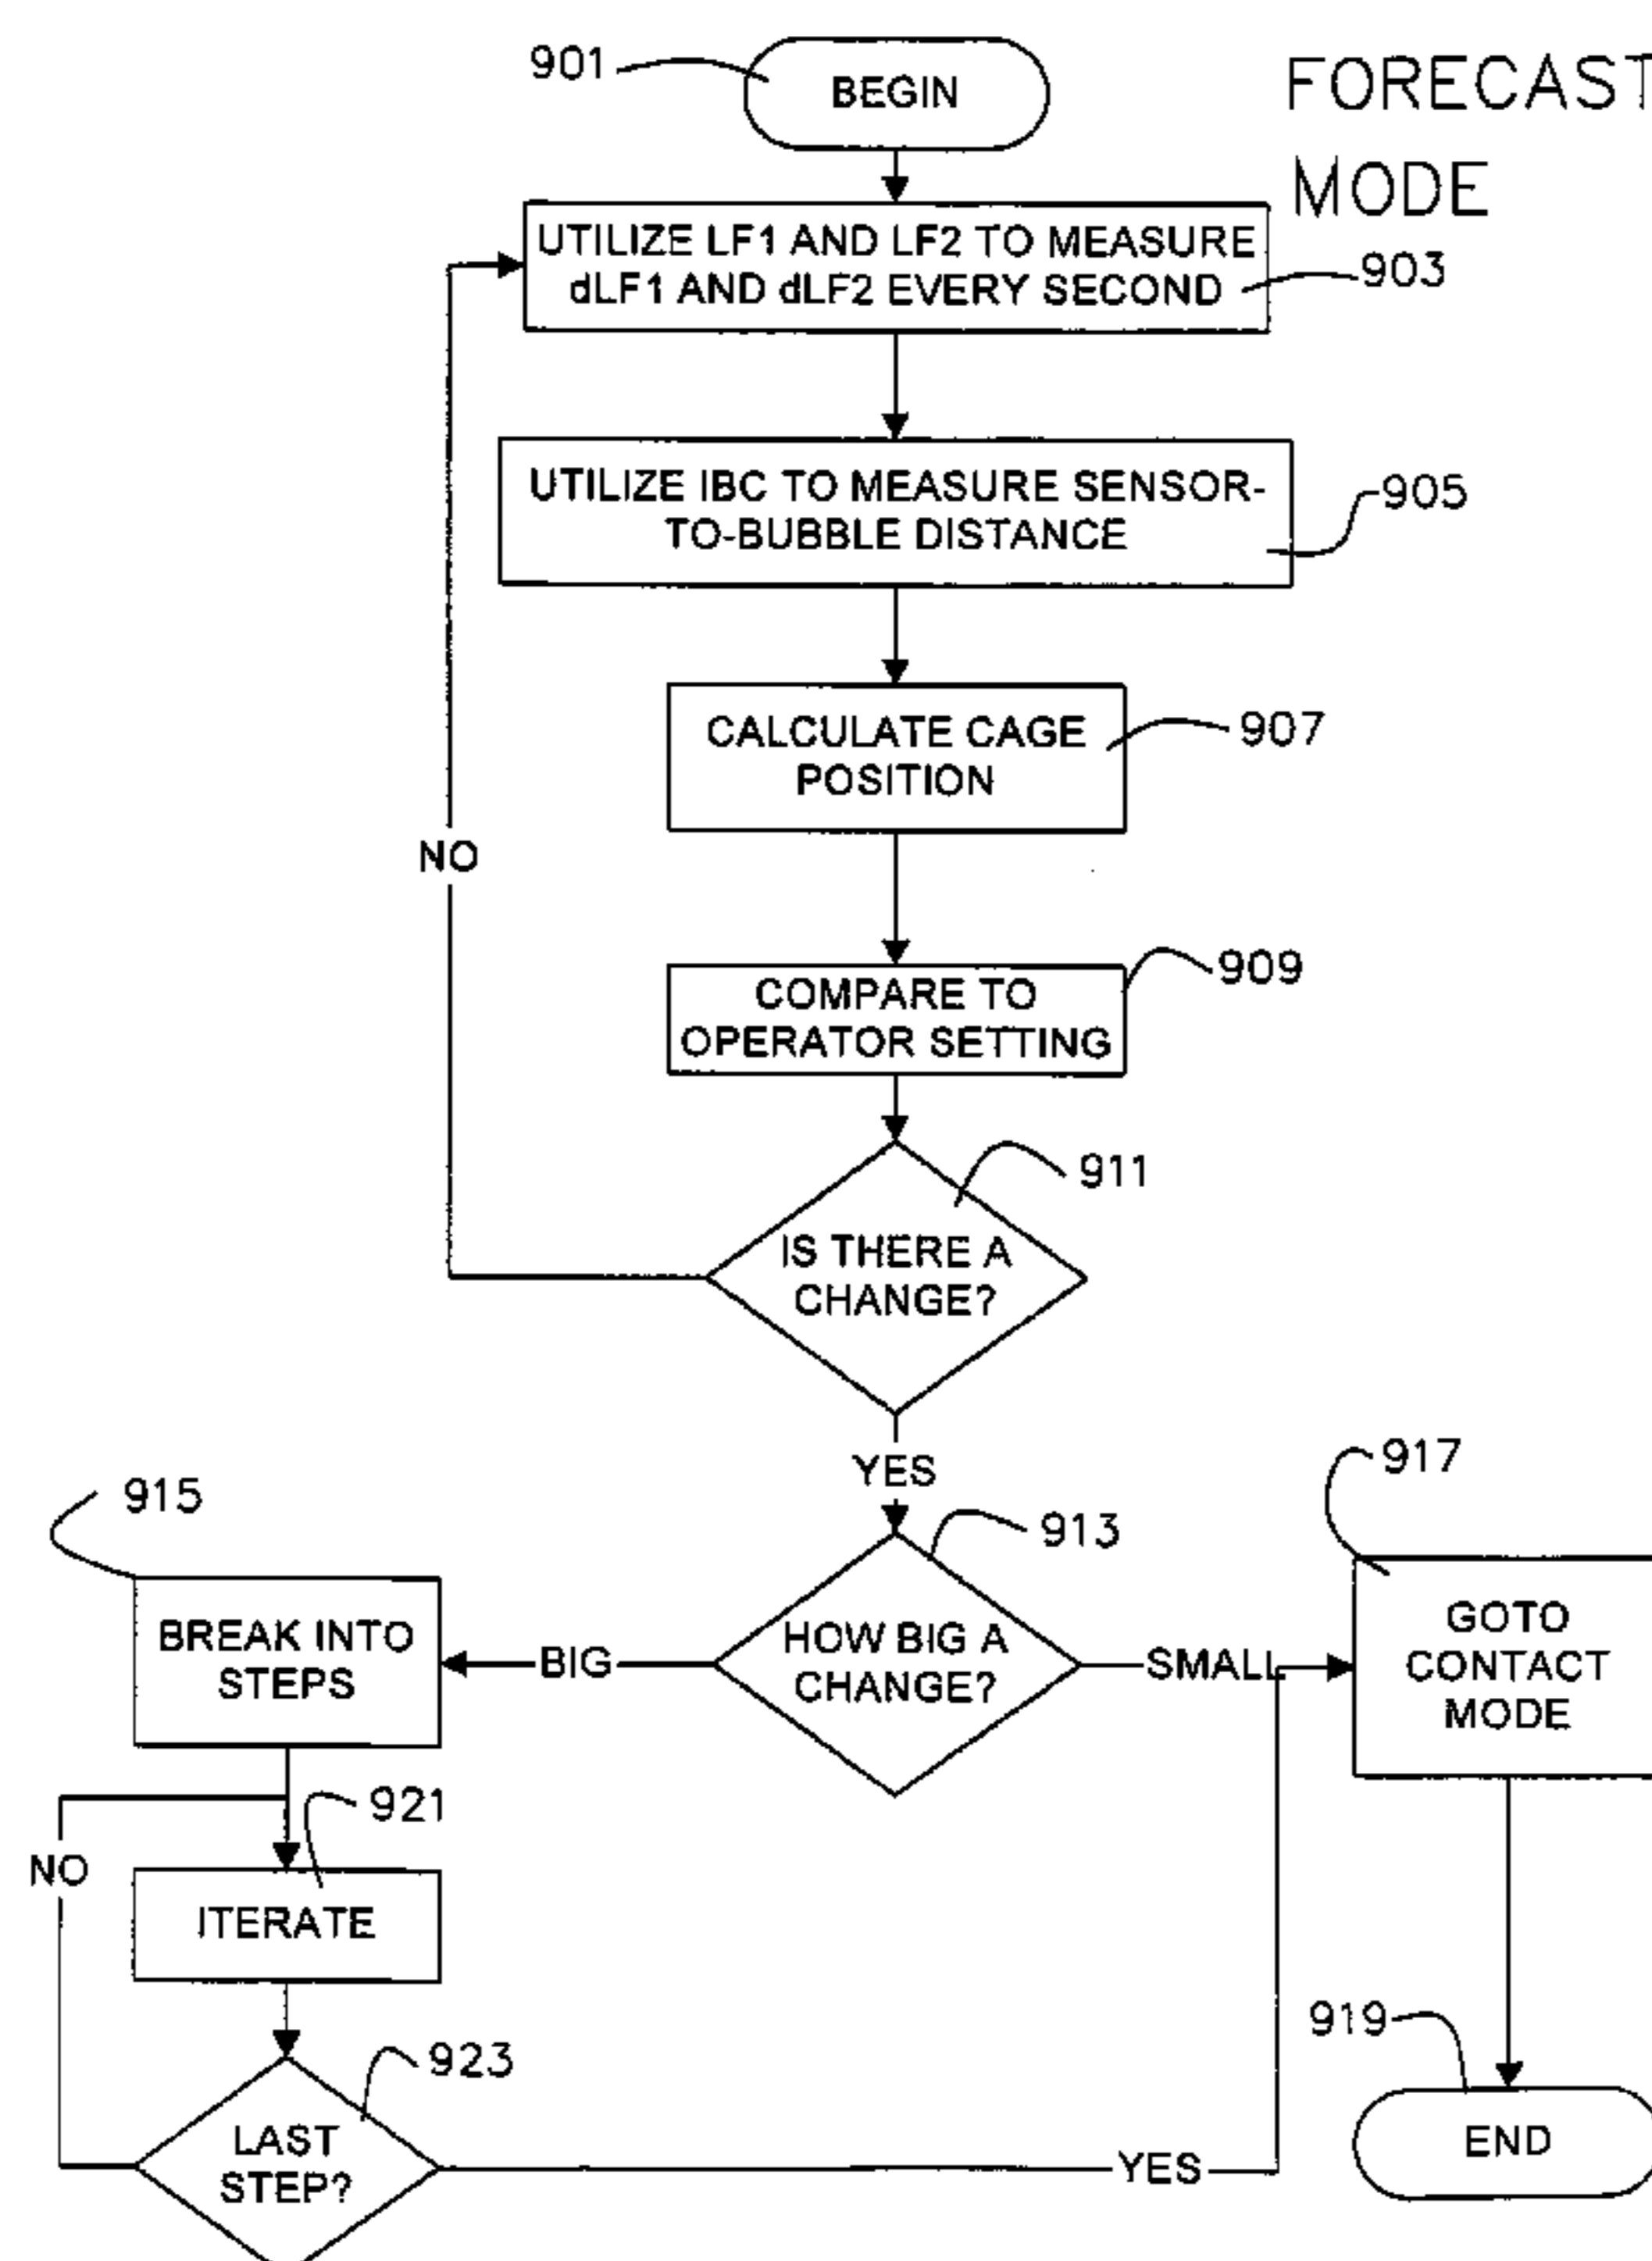 901
BEGIN
FORECAST
MODE
UTILIZE LF1 AND LF2 TO MEASURE
dLF1 AND dLF2 EVERY SECOND
903
UTILIZE IBC TO MEASURE SENSOR-
TO-BUBBLE DISTANCE
905
CALCULATE CAGE
POSITION
907
NO
COMPARE TO
OPERATOR SETTING
909
IS THERE A
CHANGE?
911
YES
913
HOW BIG A
CHANGE?
BIG
SMALL
915
BREAK INTO
STEPS
917
GOTO
CONTACT
MODE
921
NO
ITERATE
923
LAST
STEP?
YES
919
END